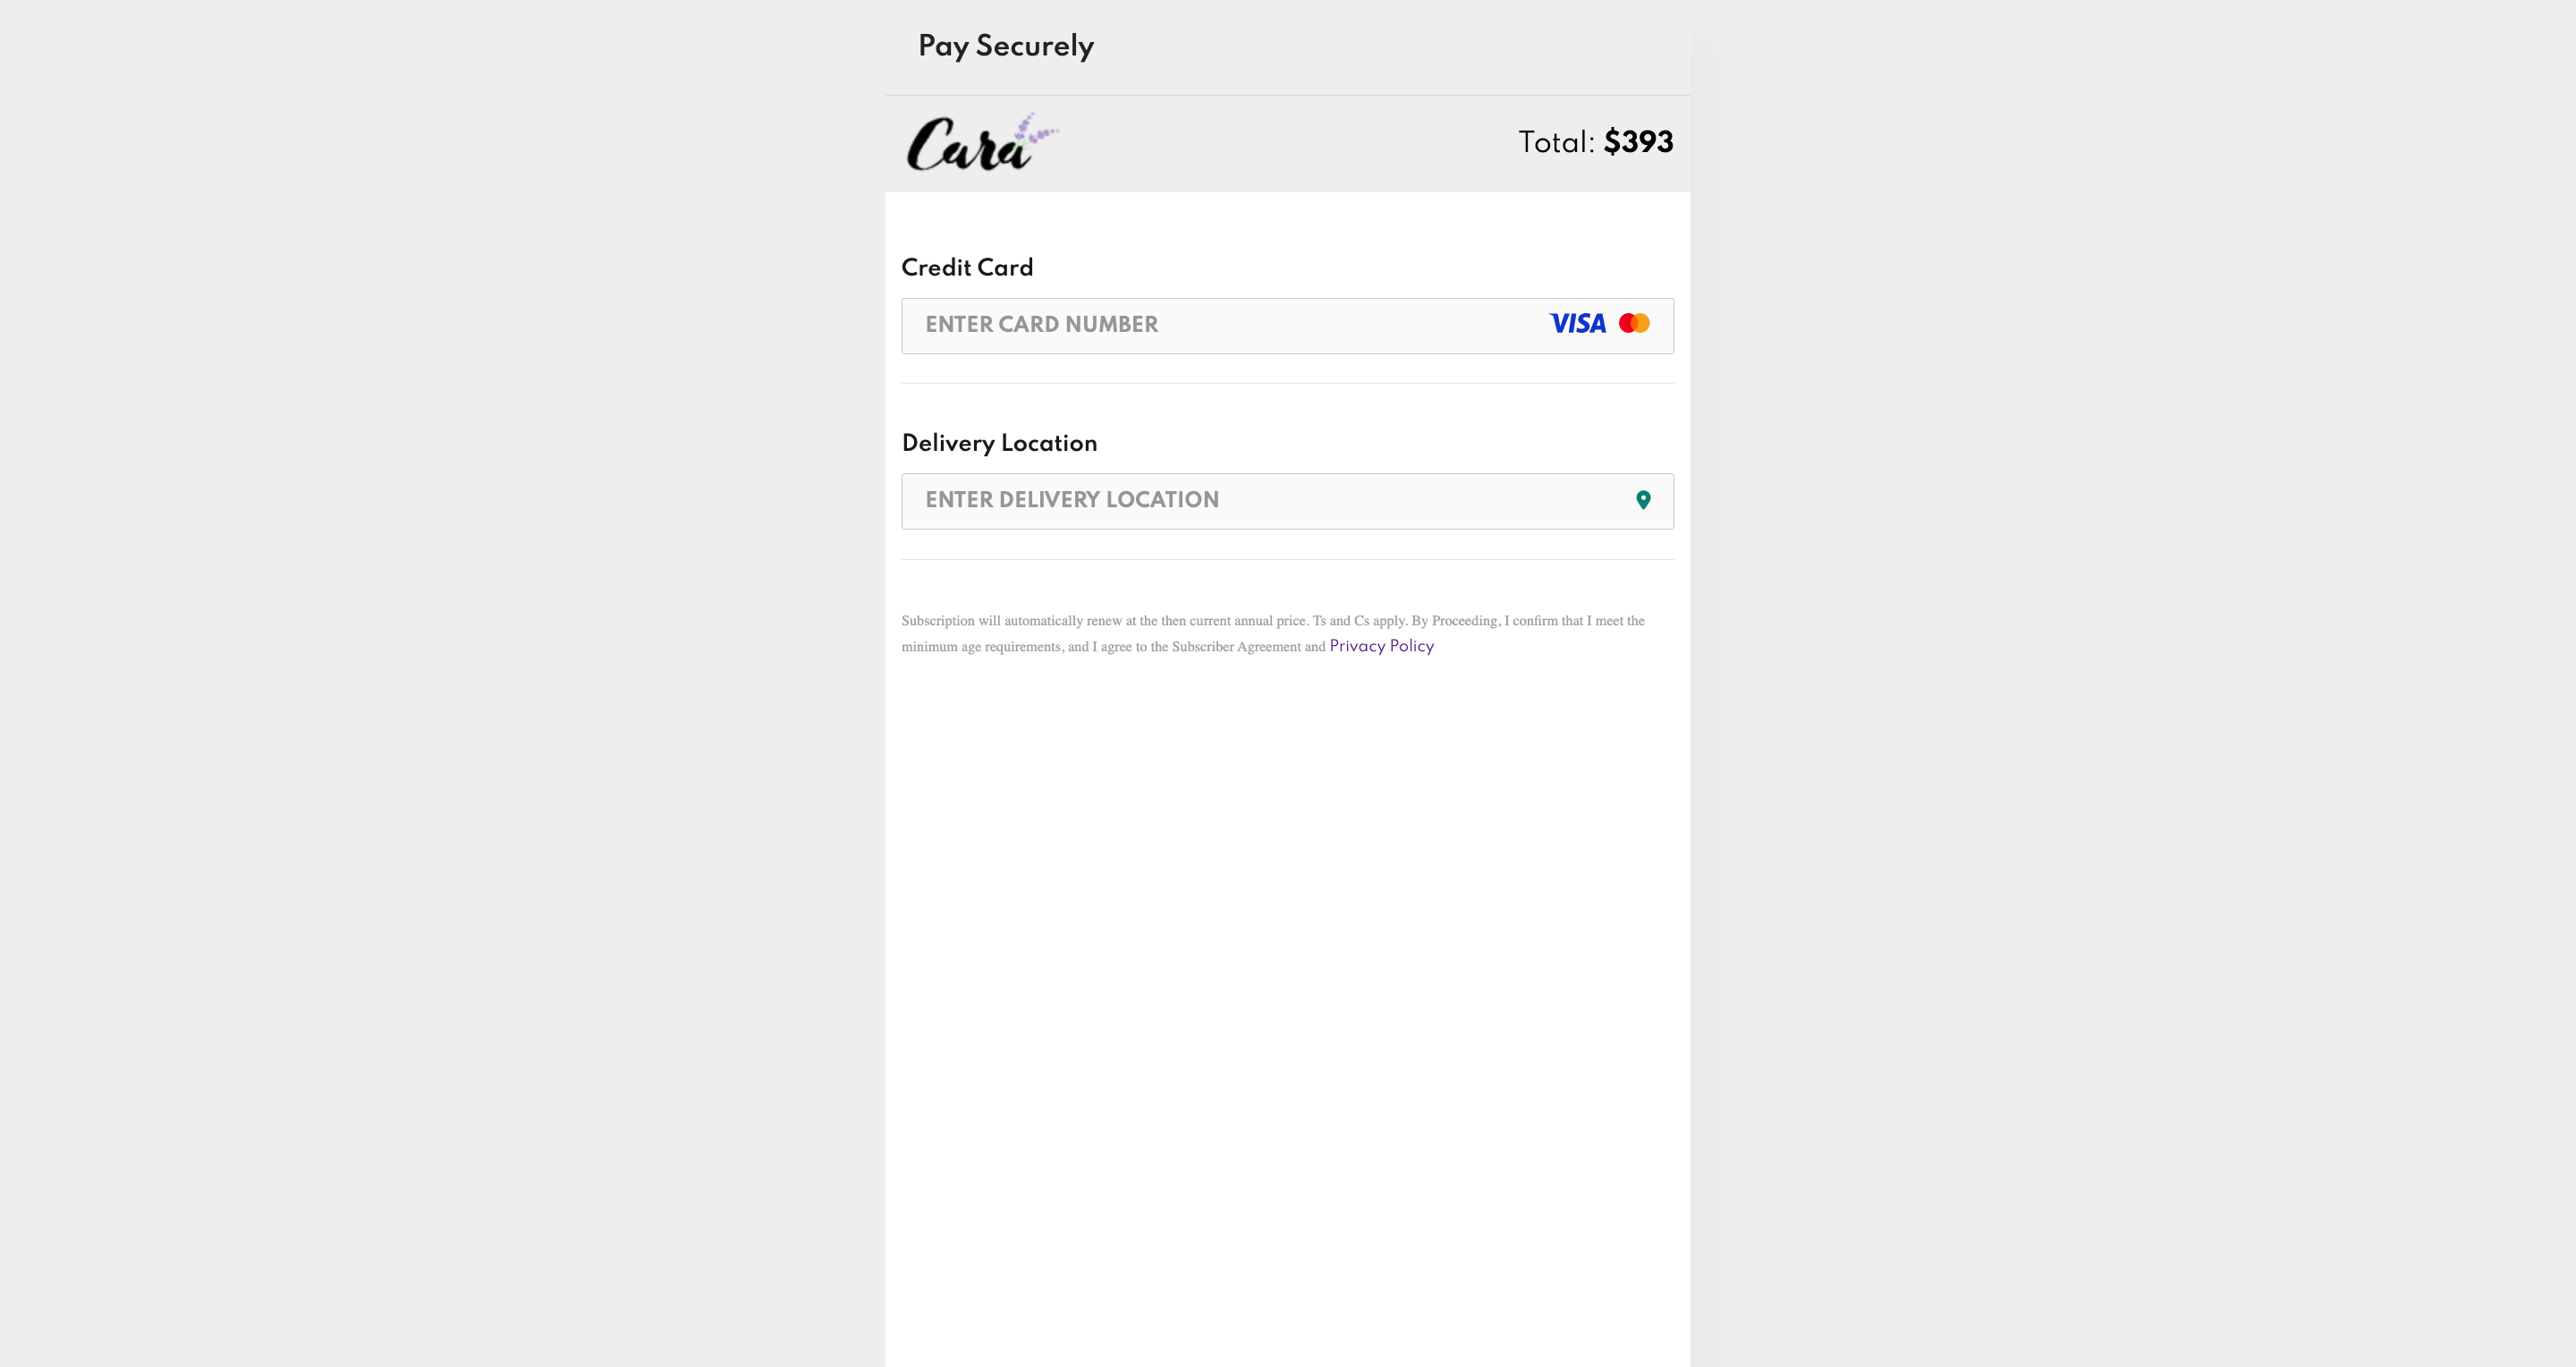 Pay Securely
Cara
Total: $393
Credit Card
ENTER CARD NUMBER
VISA
Delivery Location
ENTER DELIVERY LOCATION
Subscription will automatically renew at the then current annual price. Ts and Cs apply. By Proceeding, I confirm that I meet the
minimum age requirements, and I agree to the Subscriber Agreement and Privacy Policy